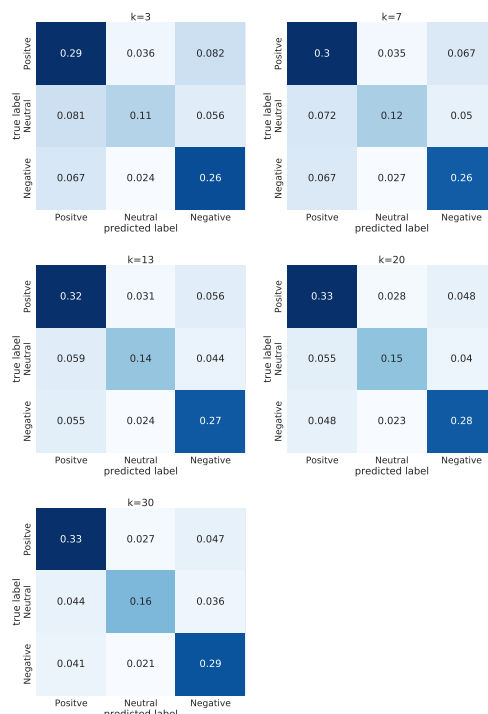 k=3
Positve 0.29 0.036 0.082
true label
Neutral 0.081 0.11 0.056
Negative 0.067 0.024 0.26
Positve Neutral Negative
predicted label
k=7
Positve 0.3 0.035 0.067
true label
Neutral 0.072 0.12 0.05
Negative 0.067 0.027 0.26
Positve Neutral Negative
predicted label
k=13
Positve 0.32 0.031 0.056
true label
Neutral 0.059 0.14 0.044
Negative 0.055 0.024 0.27
Positve Neutral Negative
predicted label
k=20
Positve 0.33 0.028 0.048
true label
Neutral 0.055 0.15 0.04
Negative 0.048 0.023 0.28
Positve Neutral Negative
predicted label
k=30
Positve 0.33 0.027 0.047
true label
Neutral 0.044 0.16 0.036
Negative 0.041 0.021 0.29
Positve Neutral Negative
predicted label